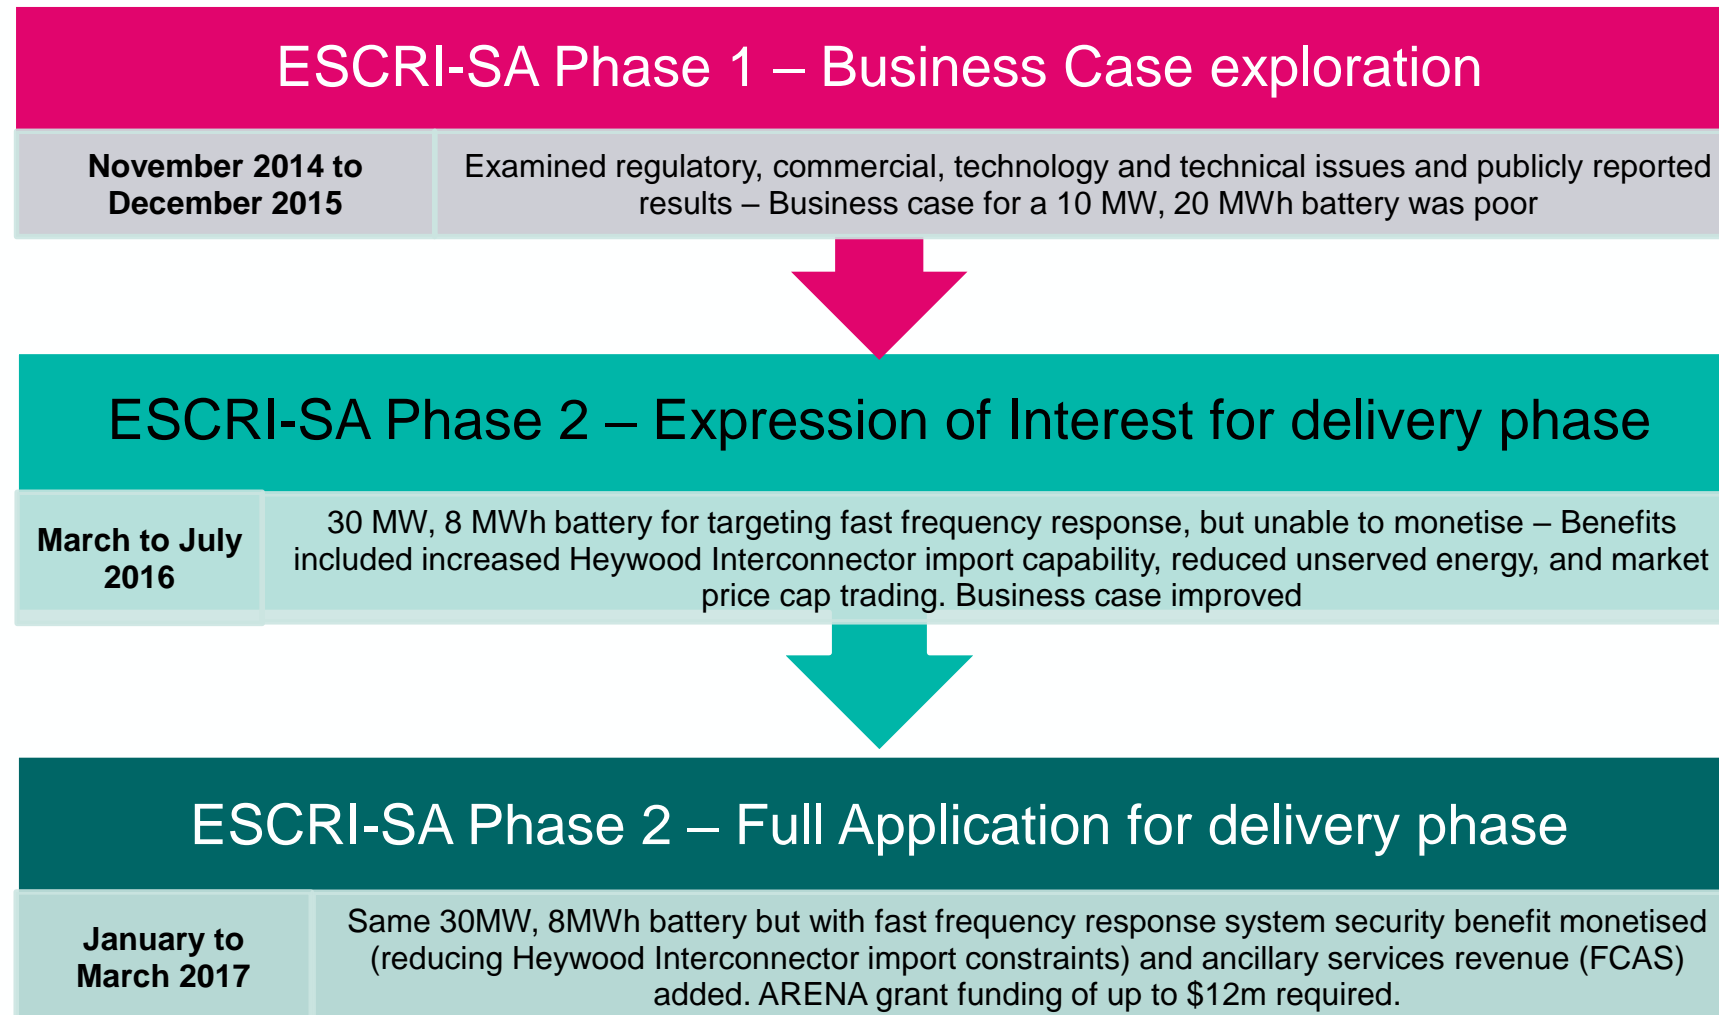 ESCRI-SA Phase 1 – Business Case exploration
November 2014 to
December 2015
Examined regulatory, commercial, technology and technical issues and publicly reported
results – Business case for a 10 MW, 20 MWh battery was poor
ESCRI-SA Phase 2 – Expression of Interest for delivery phase
March to July
2016
30 MW, 8 MWh battery for targeting fast frequency response, but unable to monetise – Benefits
included increased Heywood Interconnector import capability, reduced unserved energy, and market
price cap trading. Business case improved
ESCRI-SA Phase 2 – Full Application for delivery phase
January to
March 2017
Same 30MW, 8MWh battery but with fast frequency response system security benefit monetised
(reducing Heywood Interconnector import constraints) and ancillary services revenue (FCAS)
added. ARENA grant funding of up to $12m required.